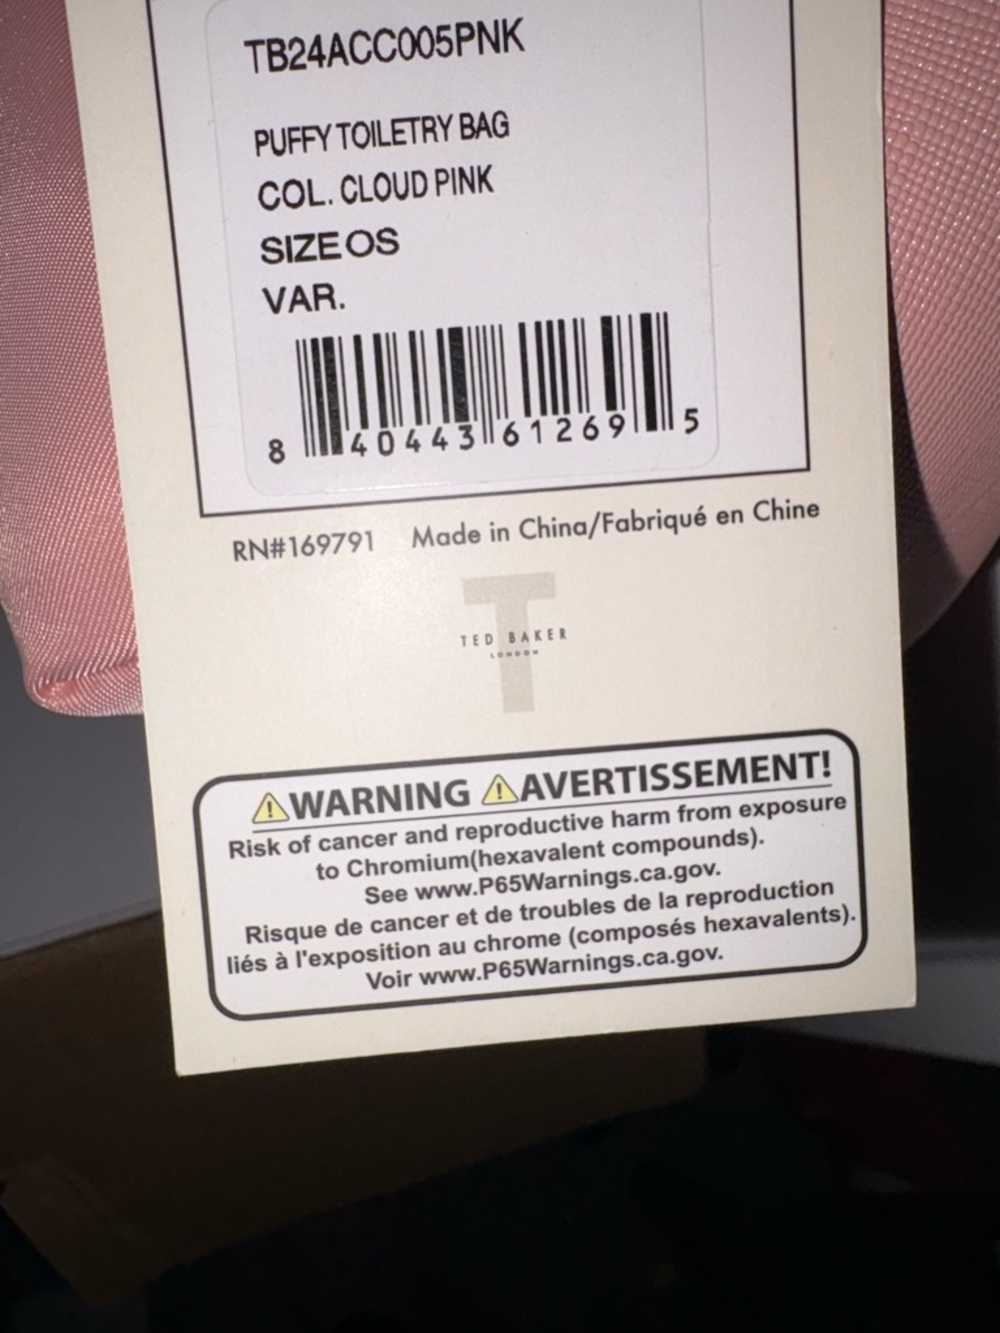 TB24ACC005PNK
PUFFY TOILETRY BAG
COL. CLOUD PINK
SIZE OS
VAR.
8 40443 61269 5
RN#169791 Made in China/Fabriqué en Chine
T
TED BAKER
LONDON
WARNING AVERTISSEMENT!
Risk of cancer and reproductive harm from exposure
to Chromium(hexavalent compounds).
See www.P65Warnings.ca.gov.
Risque de cancer et de troubles de la reproduction
liés à l'exposition au chrome (composés hexavalents).
Voir www.P65Warnings.ca.gov.